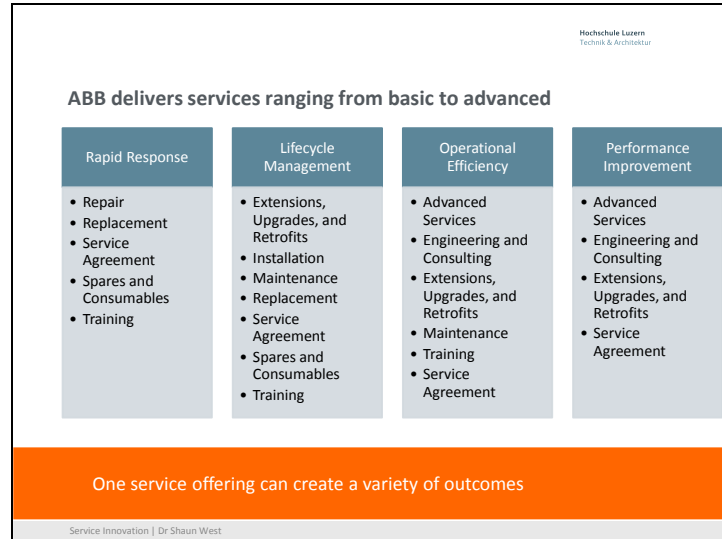 Hochschule Luzern
Technik & Architektur
ABB delivers services ranging from basic to advanced
Rapid Response
• Repair
• Replacement
• Service
Agreement
• Spares and
Consumables
• Training
Lifecycle
Management
• Extensions,
Upgrades, and
Retrofits
• Installation
• Maintenance
• Replacement
• Service
Agreement
• Spares and
Consumables
• Training
Operational
Efficiency
• Advanced
Services
• Engineering and
Consulting
• Extensions,
Upgrades, and
Retrofits
• Maintenance
• Training
• Service
Agreement
Performance
Improvement
• Advanced
Services
• Engineering and
Consulting
• Extensions,
Upgrades, and
Retrofits
• Service
Agreement
One service offering can create a variety of outcomes
Service Innovation | Dr Shaun West